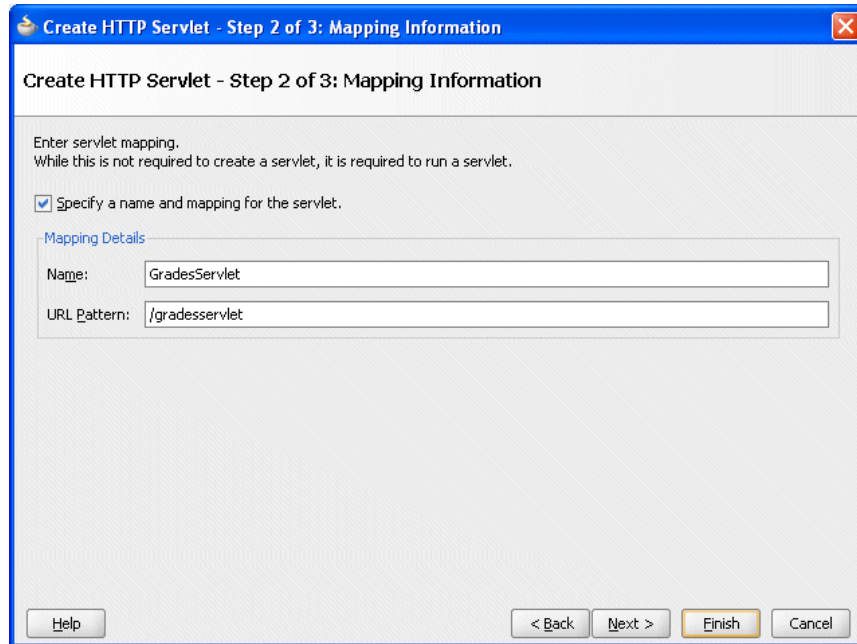 Create HTTP Servlet - Step 2 of 3: Mapping Information
Create HTTP Servlet - Step 2 of 3: Mapping Information
Enter servlet mapping.
While this is not required to create a servlet, it is required to run a servlet.
Specify a name and mapping for the servlet.
Mapping Details
Name: GradesServlet
URL Pattern: /gradesservlet
Help < Back Next > Finish Cancel